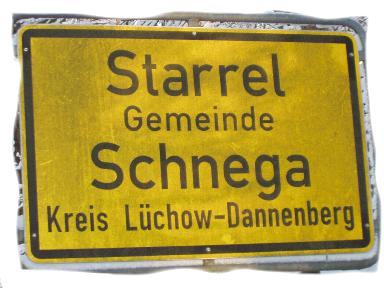 Starrel
Gemeinde
Schnega
Kreis Lüchow-Dannenberg